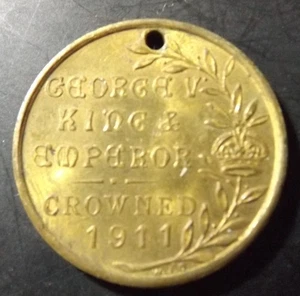 GEORGE V.
KING &
EMPEROR
CROWNED
1911